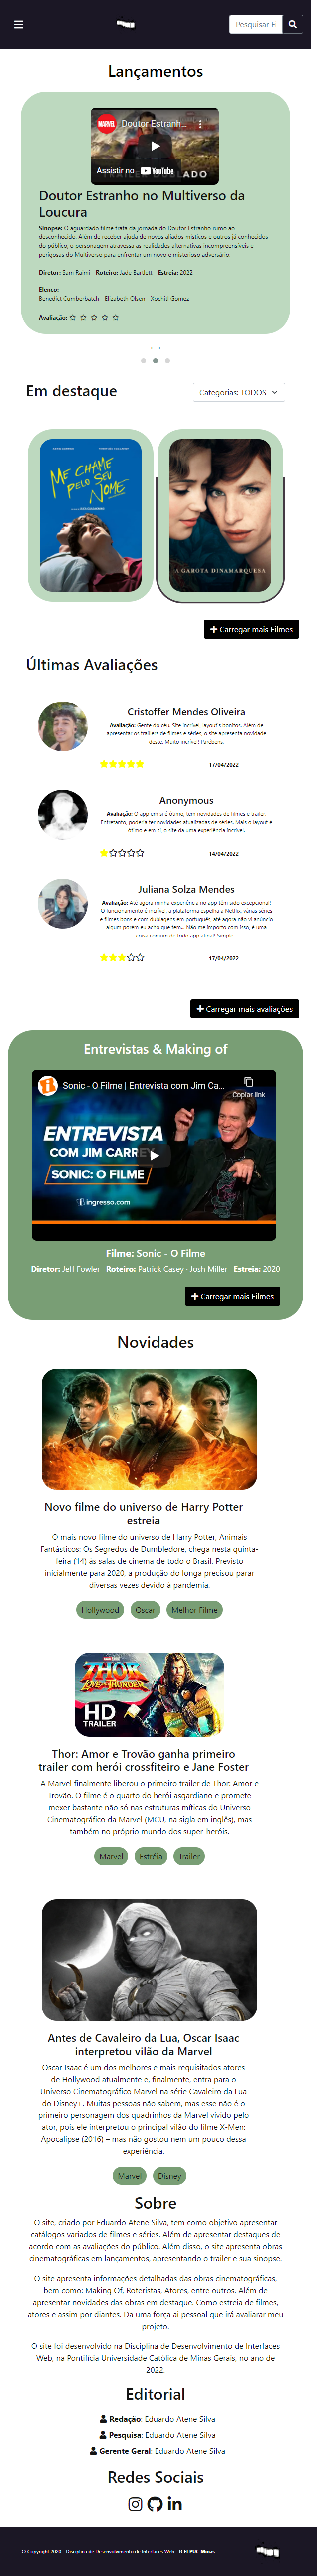 Pesquisar Fi
Lançamentos
MARVEL
Doutor Estranh...
TRAILER DUBLADO
Assistir no YouTube
Doutor Estranho no Multiverso da
Loucura
Sinopse: O aguardado filme trata da jornada do Doutor Estranho rumo ao
desconhecido. Além de receber ajuda de novos aliados místicos e outros já conhecidos
do público, o personagem atravessa as realidades alternativas incompreensíveis e
perigosas do Multiverso para enfrentar um novo e misterioso adversário.
Diretor: Sam Raimi Roteiro: Jade Bartlett Estreia: 2022
Elenco:
Benedict Cumberbatch Elizabeth Olsen Xochitl Gomez
Avaliação:
‹ ›
Em destaque
Categorias: TODOS
ME CHAME
PELO SEU
NOME
A GAROTA DINAMARQUESA
Carregar mais Filmes
Últimas Avaliações
Cristoffer Mendes Oliveira
Avaliação: Gente do céu. Site incrível, layout's bonitos. Além de
apresentar os trailers de filmes e séries, o site apresenta novidade
deste. Muito incrível! Parébens.
17/04/2022
Anonymous
Avaliação: O app em si é ótimo, tem novidades de filmes e trailer.
Entretanto, poderia ter novidades atualizadas de séries. Mais o layout é
ótimo e em si, o site da uma experiência incrível.
14/04/2022
Juliana Solza Mendes
Avaliação: Até agora minha experiência no app têm sido excepcional!
O funcionamento é incrível, a plataforma espelha a Netflix, várias séries
e filmes bons e com dublagens em português, até agora não vi anúncio
algum porém eu acho que tem... Não me importo com isso, é uma
coisa comum de todo app afinal! Simple...
17/04/2022
Carregar mais avaliações
Entrevistas & Making of
Sonic - O Filme | Entrevista com Jim Ca...
Copiar link
ENTREVISTA
COM JIM CARREY
SONIC: O FILME
ingresso.com
Filme: Sonic - O Filme
Diretor: Jeff Fowler Roteiro: Patrick Casey - Josh Miller Estreia: 2020
Carregar mais Filmes
Novidades
Novo filme do universo de Harry Potter
estreia
O mais novo filme do universo de Harry Potter, Animais
Fantásticos: Os Segredos de Dumbledore, chega nesta quinta-
feira (14) às salas de cinema de todo o Brasil. Previsto
inicialmente para 2020, a produção do longa precisou parar
diversas vezes devido à pandemia.
Hollywood Oscar Melhor Filme
THOR
LOVE AND THUNDER
HD
TRAILER
Thor: Amor e Trovão ganha primeiro
trailer com herói crossfiteiro e Jane Foster
A Marvel finalmente liberou o primeiro trailer de Thor: Amor e
Trovão. O filme é o quarto do herói asgardiano e promete
mexer bastante não só nas estruturas míticas do Universo
Cinematográfico da Marvel (MCU, na sigla em inglês), mas
também no próprio mundo dos super-heróis.
Marvel Estréia Trailer
Antes de Cavaleiro da Lua, Oscar Isaac
interpretou vilão da Marvel
Oscar Isaac é um dos melhores e mais requisitados atores
de Hollywood atualmente e, finalmente, entra para o
Universo Cinematográfico Marvel na série Cavaleiro da Lua
do Disney+. Muitas pessoas não sabem, mas esse não é o
primeiro personagem dos quadrinhos da Marvel vivido pelo
ator, pois ele interpretou o principal vilão do filme X-Men:
Apocalipse (2016) – mas não gostou nem um pouco dessa
experiência.
Marvel Disney
Sobre
O site, criado por Eduardo Atene Silva, tem como objetivo apresentar
catálogos variados de filmes e séries. Além de apresentar destaques de
acordo com as avaliações do público. Além disso, o site apresenta obras
cinematográficas em lançamentos, apresentando o trailer e sua sinopse.
O site apresenta informações detalhadas das obras cinematográficas,
bem como: Making Of, Roteristas, Atores, entre outros. Além de
apresentar novidades das obras em destaque. Como estreia de filmes,
atores e assim por diantes. Da uma força ai pessoal que irá avaliarar meu
projeto.
O site foi desenvolvido na Disciplina de Desenvolvimento de Interfaces
Web, na Pontifícia Universidade Católica de Minas Gerais, no ano de
2022.
Editorial
Redação: Eduardo Atene Silva
Pesquisa: Eduardo Atene Silva
Gerente Geral: Eduardo Atene Silva
Redes Sociais
© Copyright 2020 - Disciplina de Desenvolvimento de interfaces Web - ICEI PUC Minas